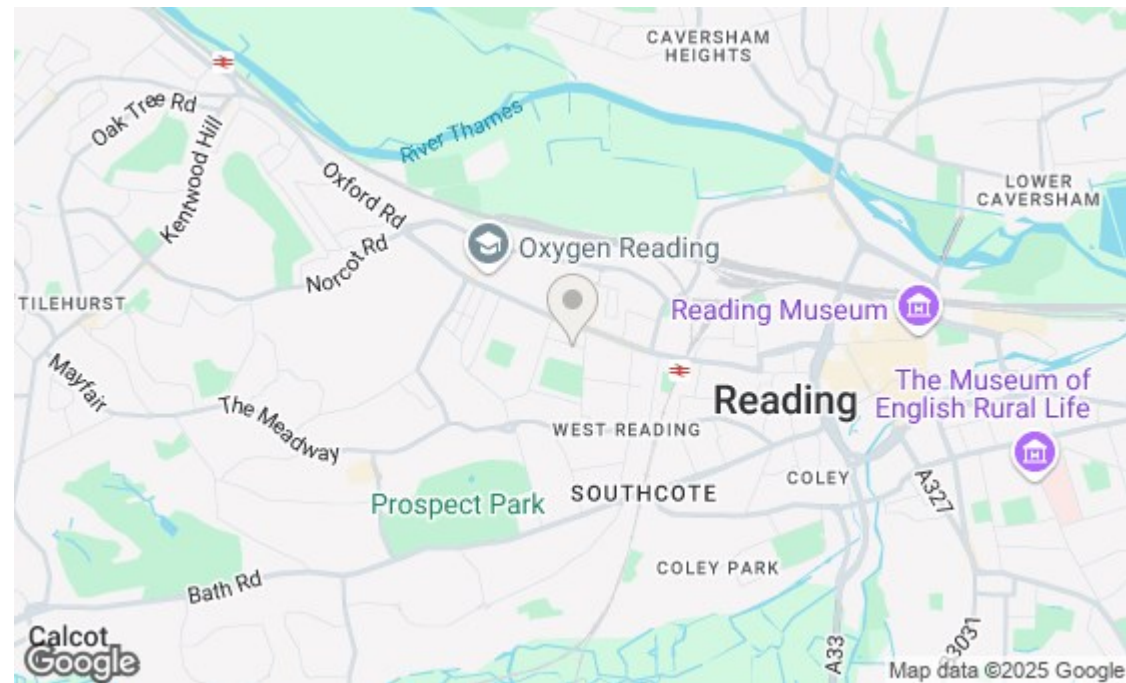 CAVERSHAM
HEIGHTS
Oak Tree Rd
River Thames
Kentwood Hill
Oxford Rd
LOWER
CAVERSHAM
Norcot Rd
Oxygen Reading
TILEHURST
Reading Museum
Mayfair
The Museum of
English Rural Life
Reading
The Meadway
WEST READING
COLEY
Prospect Park
SOUTHCOTE
A327
COLEY PARK
Bath Rd
Calcot
Google
A33
B3031
Map data ©2025 Google